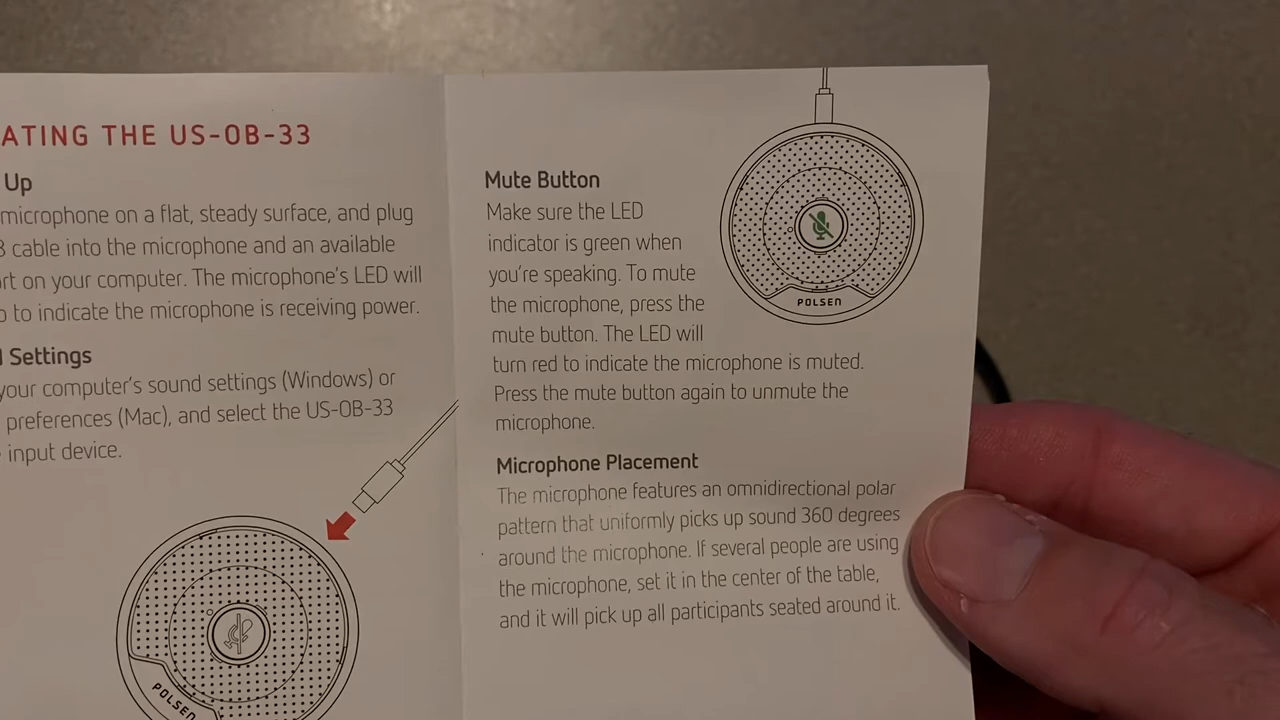 ATING THE US-OB-33
Up
microphone on a flat, steady surface, and plug
cable into the microphone and an available
on your computer. The microphone's LED will
to indicate the microphone is receiving power.
Settings
your computer's sound settings (Windows) or
preferences (Mac), and select the US-OB-33
input device.
POLSEN
Mute Button
Make sure the LED
indicator is green when
you're speaking. To mute
the microphone, press the
mute button. The LED will
turn red to indicate the microphone is muted.
Press the mute button again to unmute the
microphone.
POLSEN
Microphone Placement
The microphone features an omnidirectional polar
pattern that uniformly picks up sound 360 degrees
around the microphone. If several people are using
the microphone, set it in the center of the table,
and it will pick up all participants seated around it.